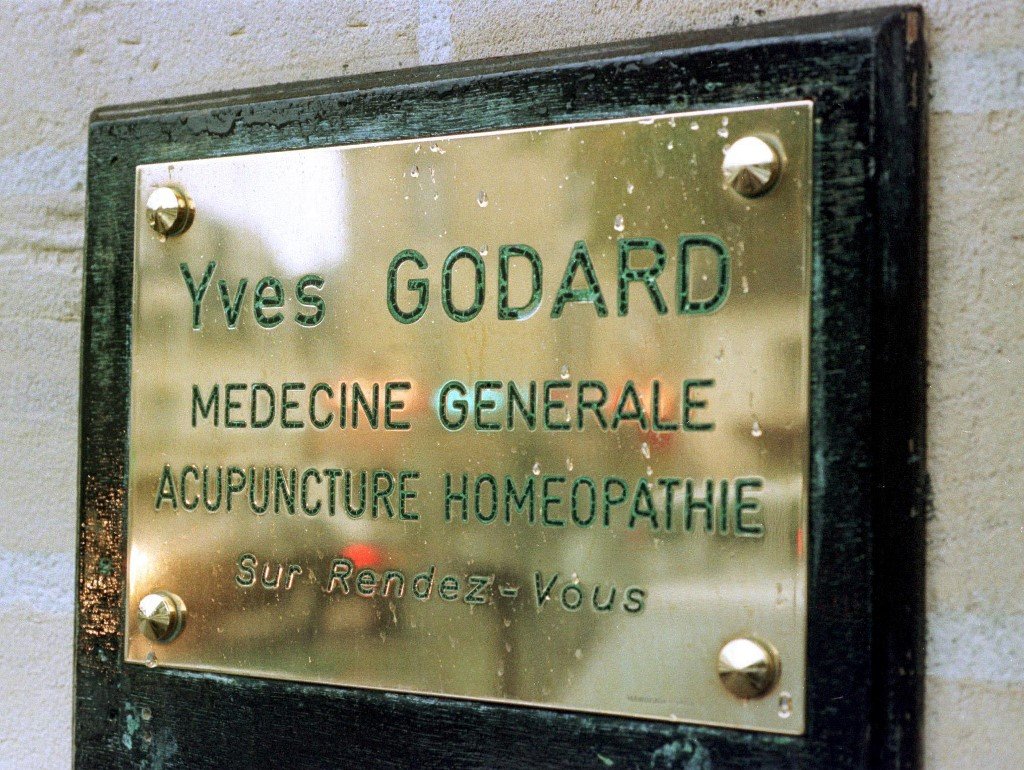 Yves GODARD
MEDECINE GENERALE
ACUPUNCTURE HOMEOPATHIE
Sur Rendez-Vous